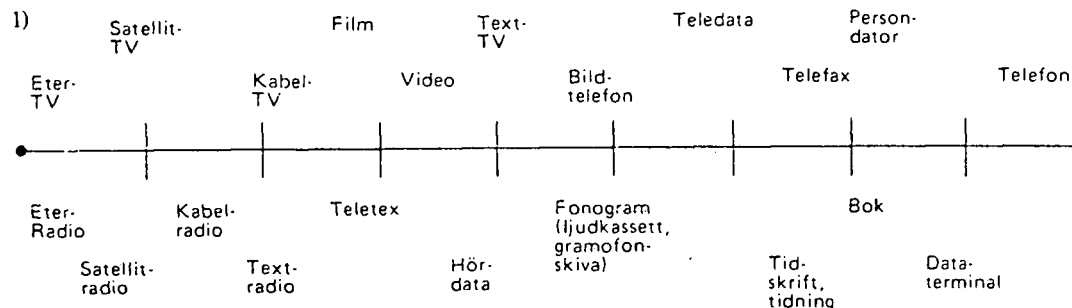 1)
Satellit-
TV
Film
Text-
TV
Teledata
Person-
dator
Eter-
TV
Kabel-
TV
Video
Bild-
telefon
Telefax
Telefon
Eter-
Radio
Kabel-
radio
Teletex
Fonogram
(ljudkassett,
gramofon-
skiva)
Bok
Satellit-
radio
Text-
radio
Hör-
data
Tid-
skrift,
tidning
Data-
terminal